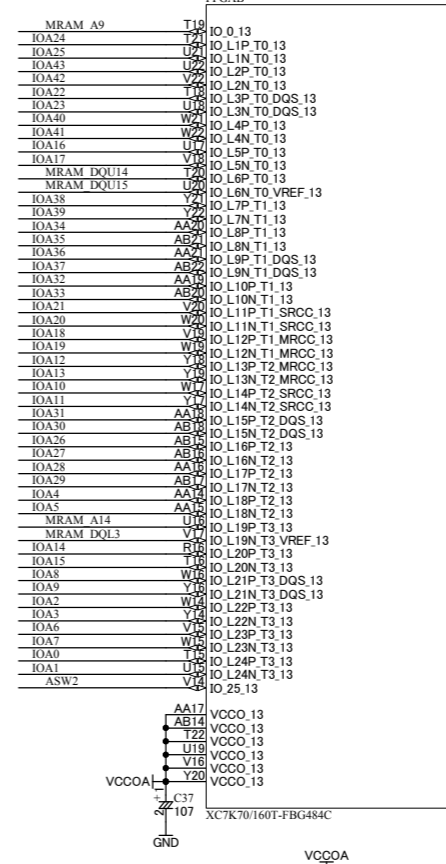 MRAM_A9 T19 IO_0_13
IOA24 T21 IO_L1P_T0_13
IOA25 U21 IO_L1N_T0_13
IOA43 U22 IO_L2P_T0_13
IOA42 V22 IO_L2N_T0_13
IOA22 T18 IO_L3P_T0_DQS_13
IOA23 U18 IO_L3N_T0_DQS_13
IOA40 W21 IO_L4P_T0_13
IOA41 W22 IO_L4N_T0_13
IOA16 U17 IO_L5P_T0_13
IOA17 V18 IO_L5N_T0_13
MRAM_DQU14 T20 IO_L6P_T0_13
MRAM_DQU15 U20 IO_L6N_T0_VREF_13
IOA38 Y21 IO_L7P_T1_13
IOA39 Y22 IO_L7N_T1_13
IOA34 AA20 IO_L8P_T1_13
IOA35 AB21 IO_L8N_T1_13
IOA36 AA21 IO_L9P_T1_DQS_13
IOA37 AB22 IO_L9N_T1_DQS_13
IOA32 AA19 IO_L10P_T1_13
IOA33 AB20 IO_L10N_T1_13
IOA21 V20 IO_L11P_T1_SRCC_13
IOA20 W20 IO_L11N_T1_SRCC_13
IOA18 V19 IO_L12P_T1_MRCC_13
IOA19 W19 IO_L12N_T1_MRCC_13
IOA12 Y18 IO_L13P_T2_MRCC_13
IOA13 Y19 IO_L13N_T2_MRCC_13
IOA10 W17 IO_L14P_T2_SRCC_13
IOA11 Y17 IO_L14N_T2_SRCC_13
IOA31 AA18 IO_L15P_T2_DQS_13
IOA30 AB18 IO_L15N_T2_DQS_13
IOA26 AB15 IO_L16P_T2_13
IOA27 AB16 IO_L16N_T2_13
IOA28 AA16 IO_L17P_T2_13
IOA29 AB17 IO_L17N_T2_13
IOA4 AA14 IO_L18P_T2_13
IOA5 AA15 IO_L18N_T2_13
MRAM_A14 U16 IO_L19P_T3_13
MRAM_DQL3 V17 IO_L19N_T3_VREF_13
IOA14 R16 IO_L20P_T3_13
IOA15 T16 IO_L20N_T3_13
IOA8 W16 IO_L21P_T3_DQS_13
IOA9 Y16 IO_L21N_T3_DQS_13
IOA2 W14 IO_L22P_T3_13
IOA3 Y14 IO_L22N_T3_13
IOA6 V15 IO_L23P_T3_13
IOA7 W15 IO_L23N_T3_13
IOA0 T15 IO_L24P_T3_13
IOA1 U15 IO_L24N_T3_13
ASW2 V14 IO_25_13
AA17 VCCO_13
AB14 VCCO_13
T22 VCCO_13
U19 VCCO_13
V16 VCCO_13
Y20 VCCO_13
VCCOA
1 + C37
2 107
XC7K70/160T-FBG484C
GND
VCCOA